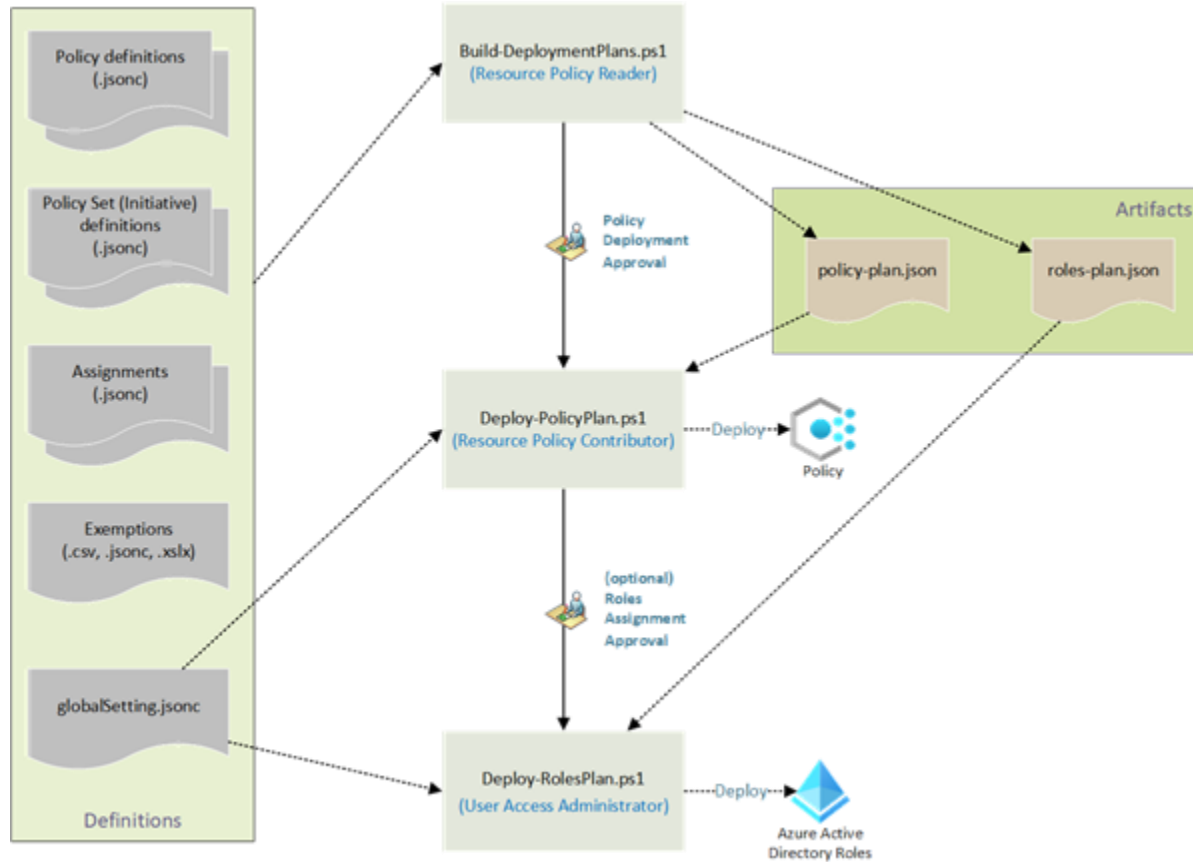 Policy definitions
(.jsonc)
Policy Set (Initiative)
definitions
(.jsonc)
Assignments
(.jsonc)
Exemptions
(.csv, .jsonc, .xslx)
globalSetting.jsonc
Definitions
Build-DeploymentPlans.ps1
(Resource Policy Reader)
Policy
Deployment
Approval
Artifacts
policy-plan.json
roles-plan.json
Deploy-PolicyPlan.ps1
(Resource Policy Contributor)
Deploy
Policy
(optional)
Roles
Assignment
Approval
Deploy-RolesPlan.ps1
(User Access Administrator)
Deploy
Azure Active
Directory Roles